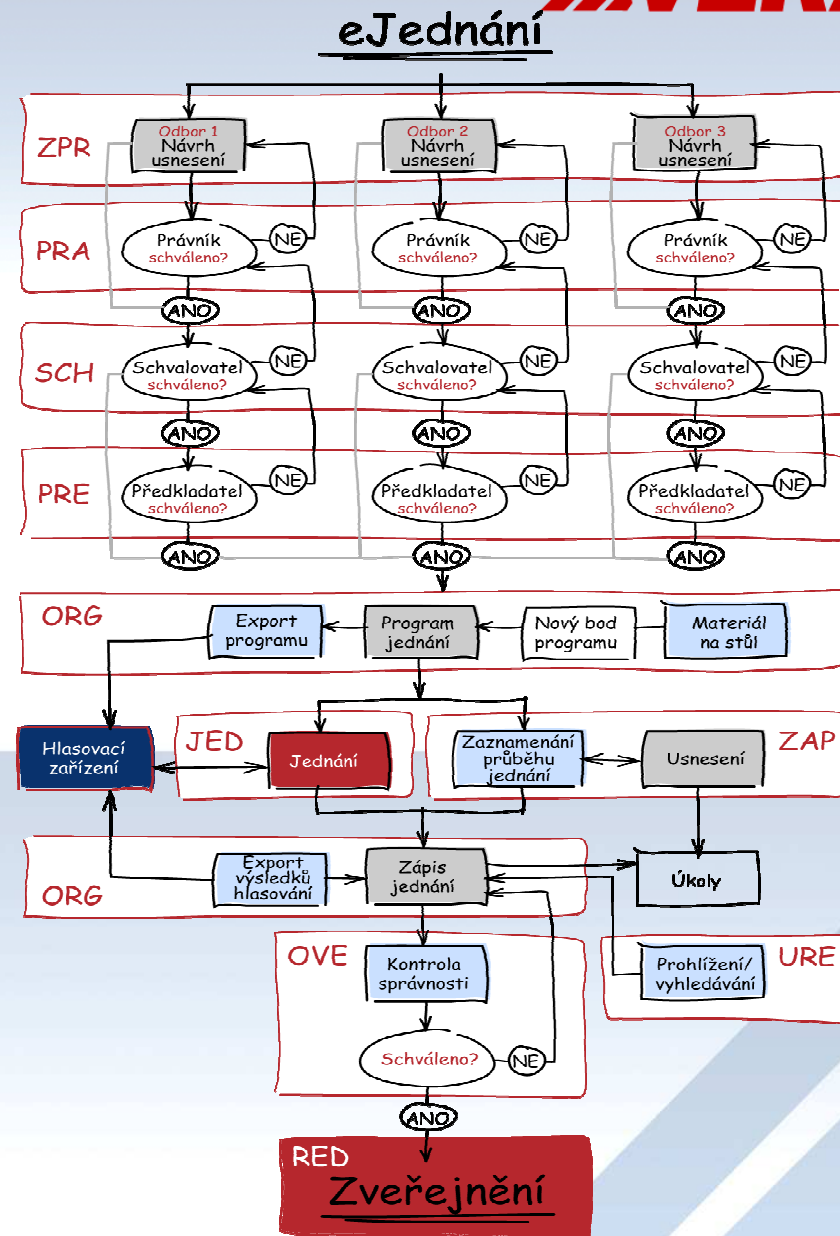 eJednání
ZPR
Odbor 1
Návrh
usnesení
Odbor 2
Návrh
usnesení
Odbor 3
Návrh
usnesení
PRA
Právník
schváleno?
NE
Právník
schváleno?
NE
Právník
schváleno?
NE
ANO
ANO
ANO
SCH
Schvalovatel
schváleno?
NE
Schvalovatel
schváleno?
NE
Schvalovatel
schváleno?
NE
ANO
ANO
ANO
PRE
Předkladatel
schváleno?
NE
Předkladatel
schváleno?
NE
Předkladatel
schváleno?
NE
ANO
ANO
ANO
ORG
Export
programu
Program
jednání
Nový bod
programu
Materiál
na stůl
Hlasovací
zařízení
JED
Jednání
Zaznamenání
průběhu
jednání
Usnesení
ZAP
ORG
Export
výsledků
hlasování
Zápis
jednání
Úkoly
OVE
Kontrola
správnosti
Prohlížení/
vyhledávání
URE
Schváleno?
NE
ANO
RED
Zveřejnění